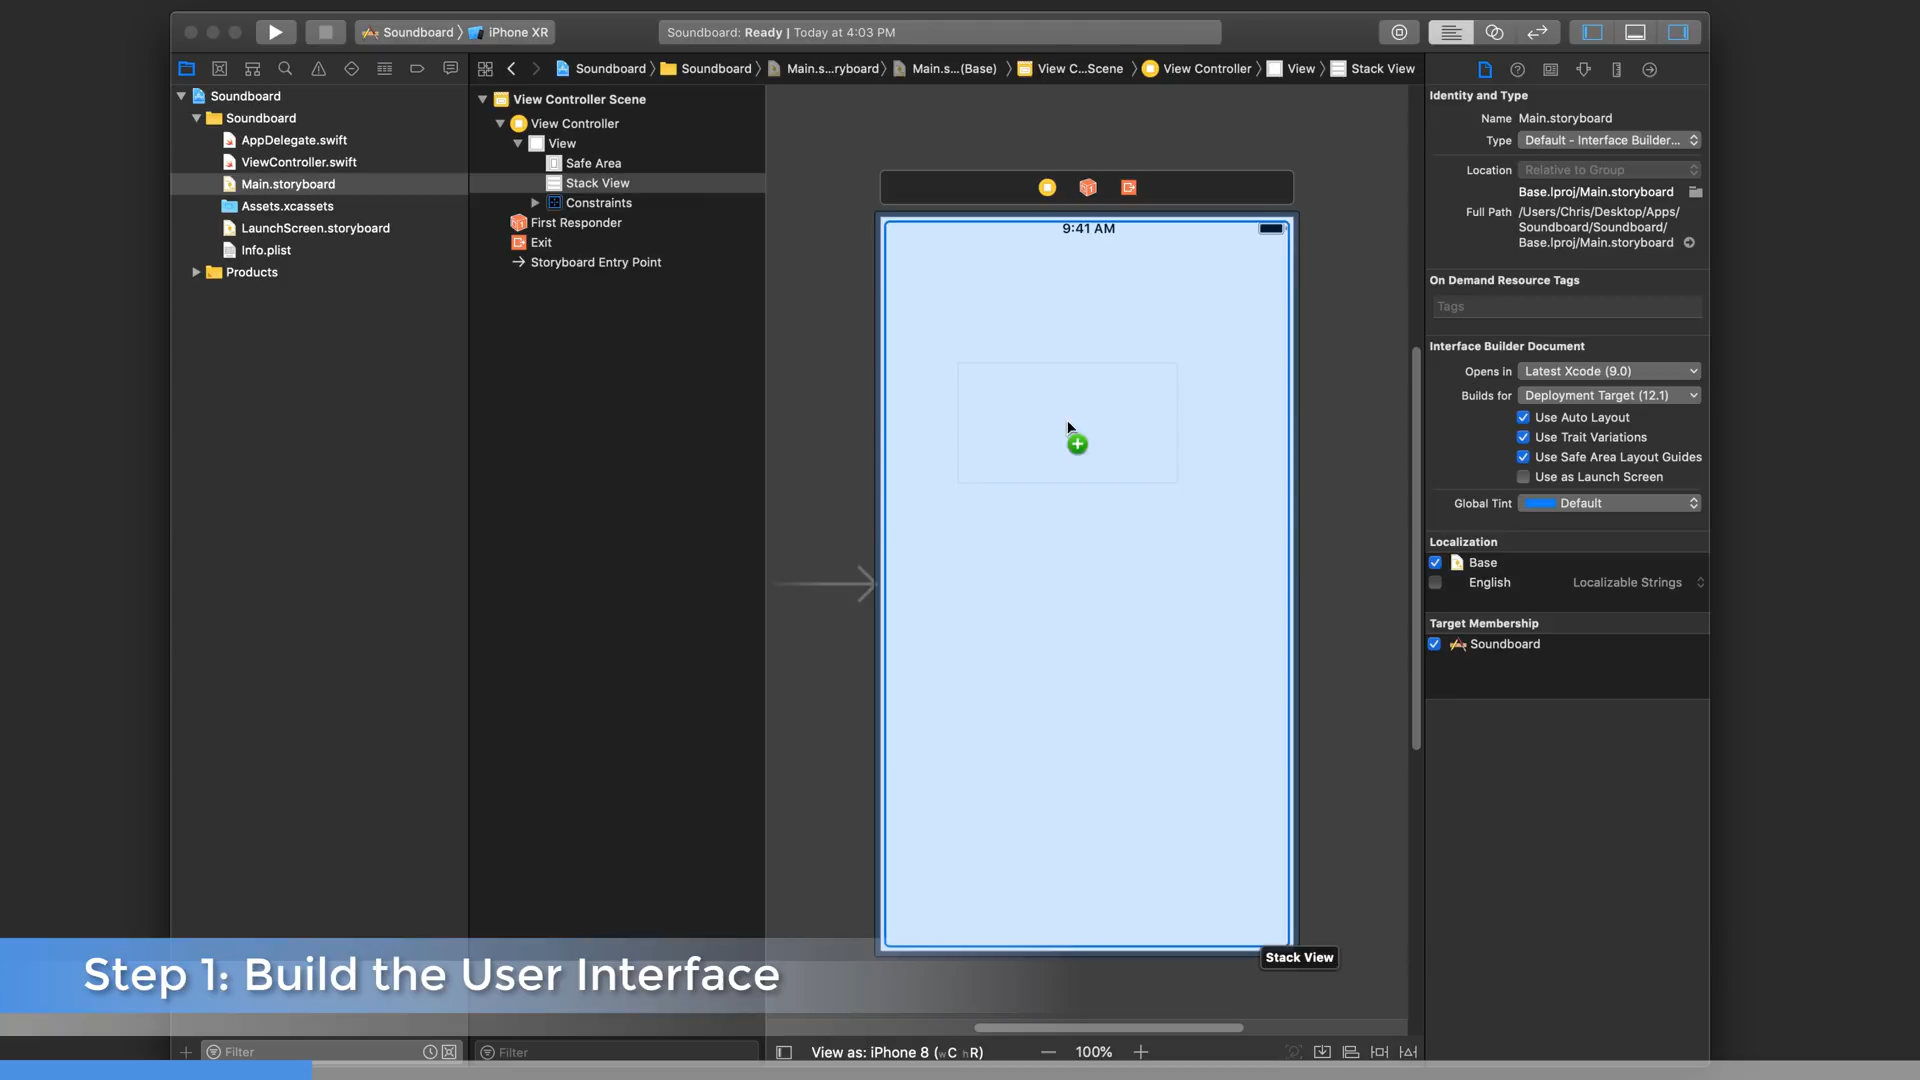 Soundboard
iPhone XR
Soundboard: Ready | Today at 4:03 PM
Soundboard
Soundboard
Main.s...ryboard
Main.s...(Base)
View C...Scene
View Controller
View
Stack View
Soundboard
Soundboard
AppDelegate.swift
ViewController.swift
Main.storyboard
Assets.xcassets
LaunchScreen.storyboard
Info.plist
Products
View Controller Scene
View Controller
View
Safe Area
Stack View
Constraints
First Responder
Exit
Storyboard Entry Point
9:41 AM
Stack View
Identity and Type
Name Main.storyboard
Type Default - Interface Builder...
Location Relative to Group
Base.lproj/Main.storyboard
Full Path /Users/Chris/Desktop/Apps/
Soundboard/Soundboard/
Base.lproj/Main.storyboard
On Demand Resource Tags
Tags
Interface Builder Document
Opens in Latest Xcode (9.0)
Builds for Deployment Target (12.1)
Use Auto Layout
Use Trait Variations
Use Safe Area Layout Guides
Use as Launch Screen
Global Tint Default
Localization
Base
English Localizable Strings
Target Membership
Soundboard
Step 1: Build the User Interface
Filter
Filter
View as: iPhone 8 (wC hR)
100%